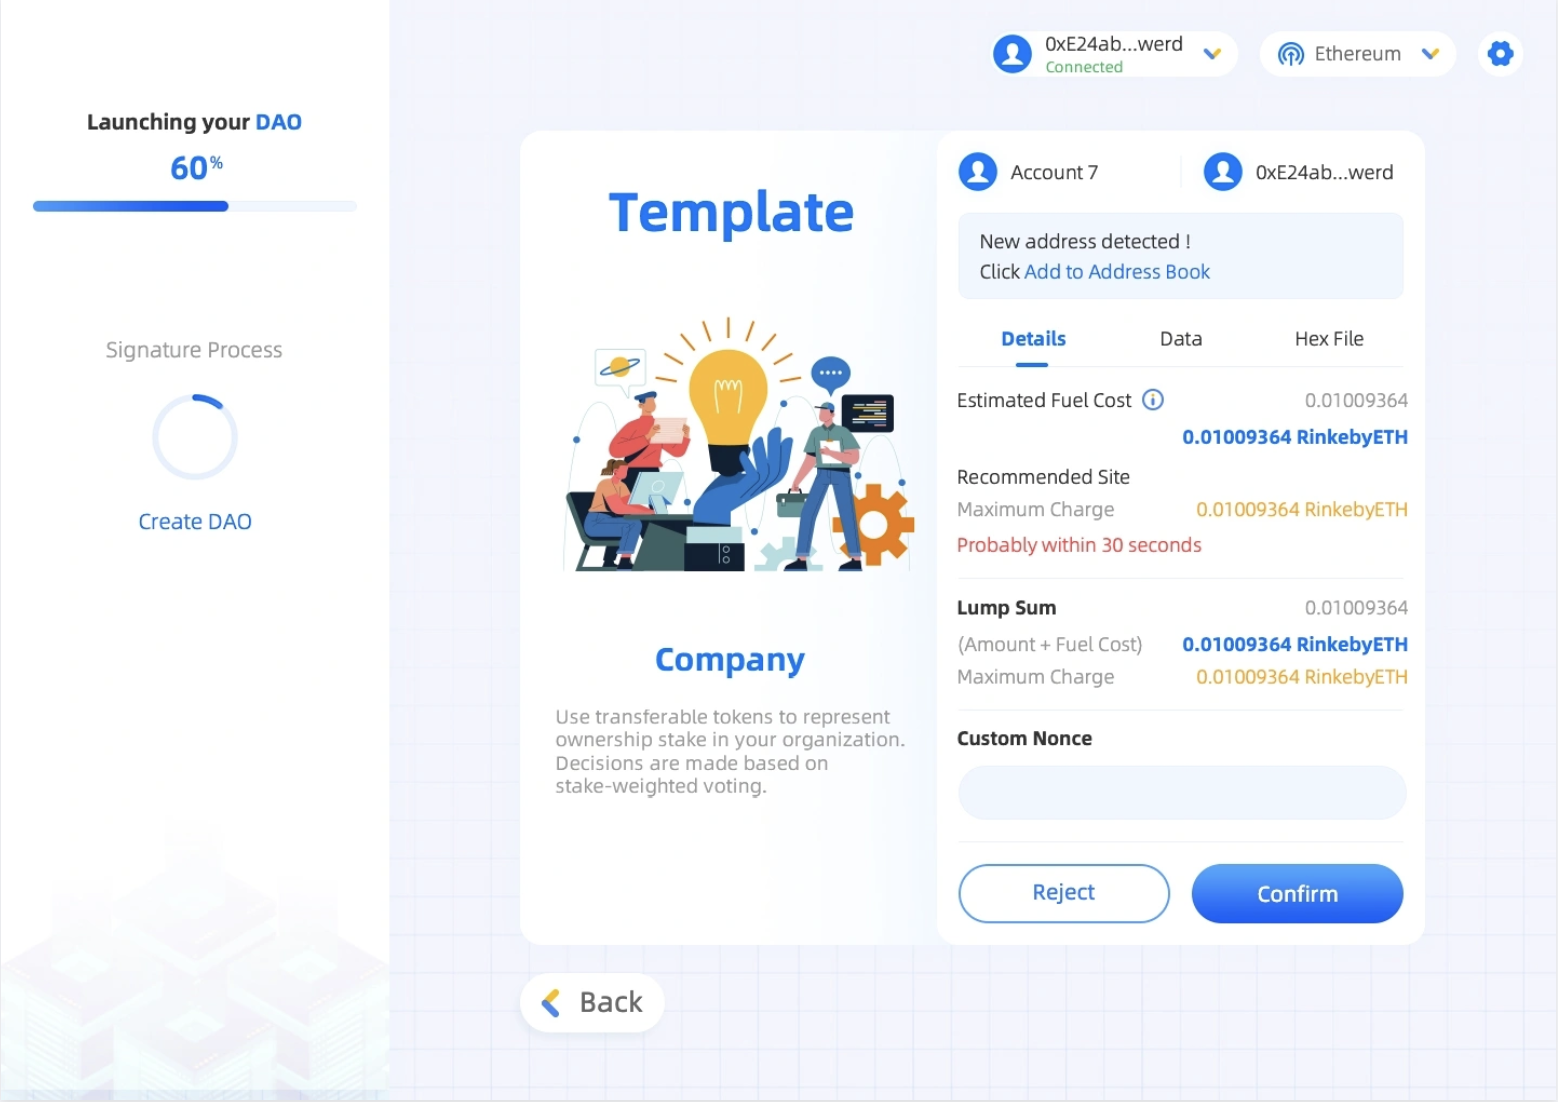 0xE24ab...werd
Connected
Ethereum
Launching your DAO
60%
Signature Process
Create DAO
Template
Company
Use transferable tokens to represent
ownership stake in your organization.
Decisions are made based on
stake-weighted voting.
Account 7
0xE24ab...werd
New address detected !
Click Add to Address Book
Details Data Hex File
Estimated Fuel Cost 0.01009364
0.01009364 RinkebyETH
Recommended Site
Maximum Charge 0.01009364 RinkebyETH
Probably within 30 seconds
Lump Sum 0.01009364
(Amount + Fuel Cost) 0.01009364 RinkebyETH
Maximum Charge 0.01009364 RinkebyETH
Custom Nonce
Reject Confirm
Back